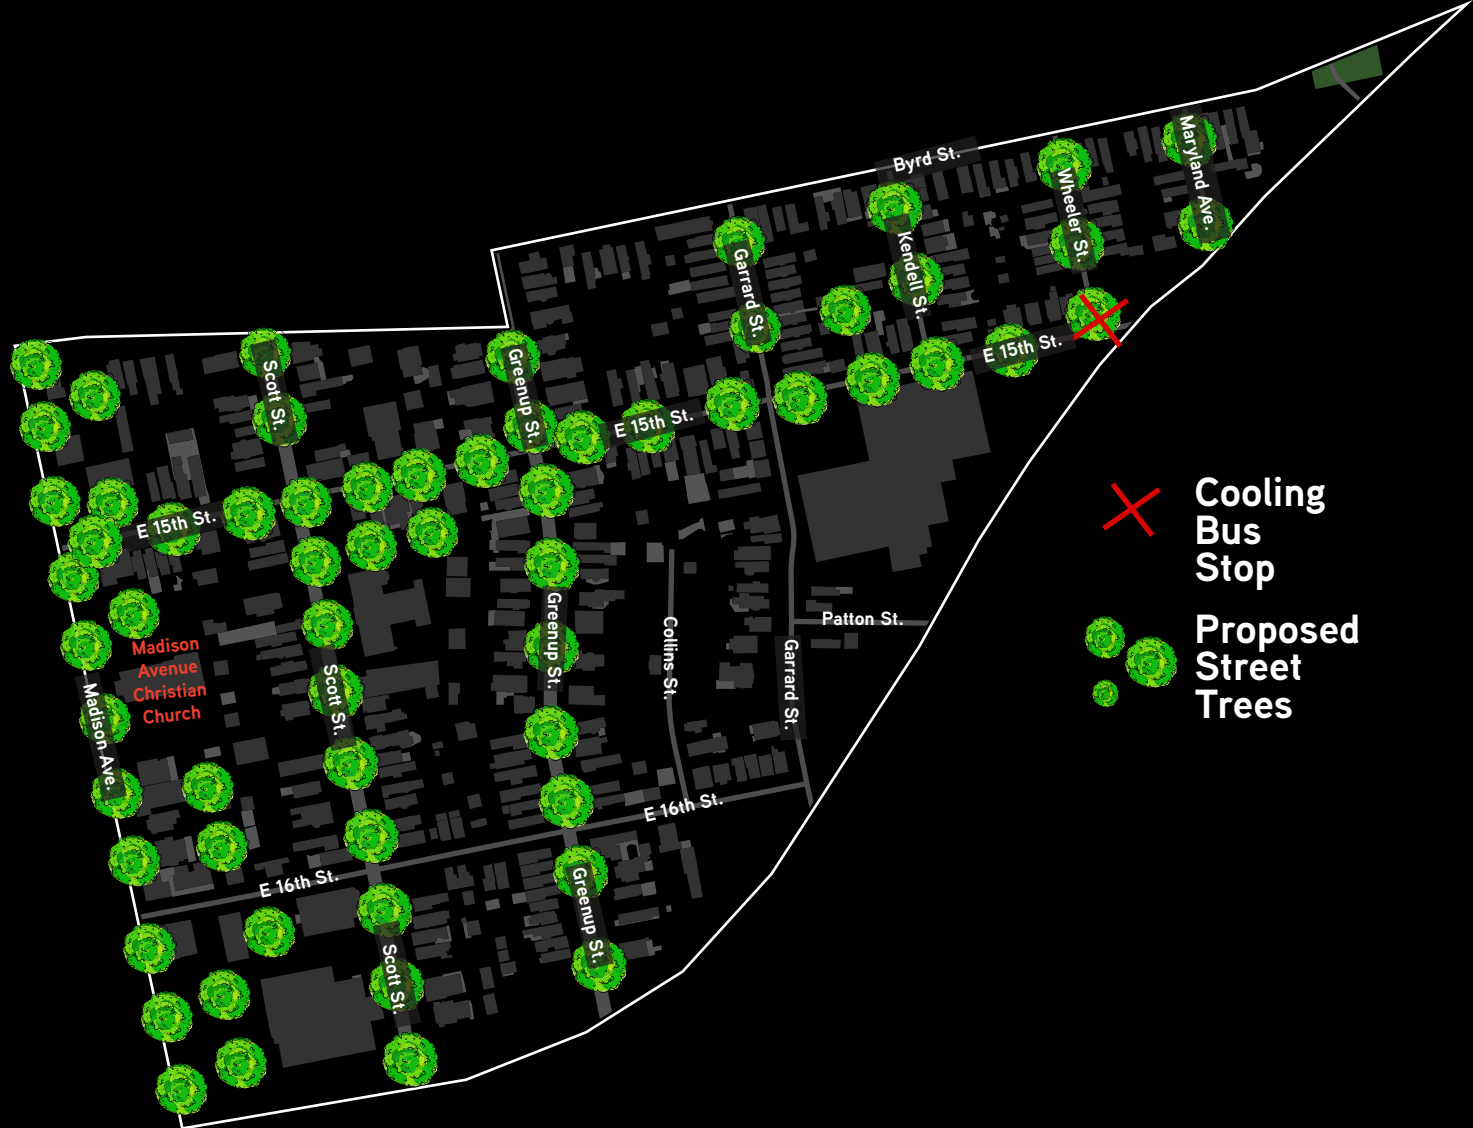 Byrd St.
Maryland Ave.
Wheeler St.
Kendell St.
Garrard St.
E 15th St.
Scott St.
Greenup St.
E 15th St.
E 15th St.
Cooling
Bus
Stop
Proposed
Street
Trees
Madison
Avenue
Christian
Church
Madison Ave.
Scott St.
Greenup St.
Collins St.
Garrard St.
Patton St.
E 16th St.
E 16th St.
Scott St.
Greenup St.